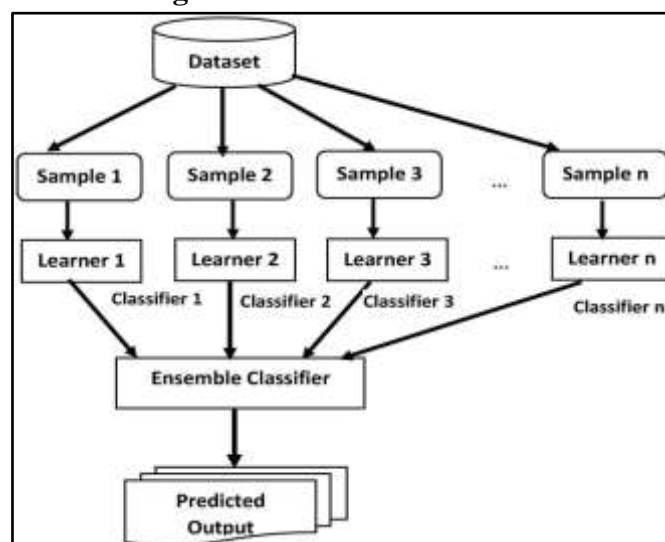 Dataset
Sample 1 Sample 2 Sample 3 ... Sample n
Learner 1 Learner 2 Learner 3 ... Learner n
Classifier 1 Classifier 2 Classifier 3 Classifier n
Ensemble Classifier
Predicted
Output